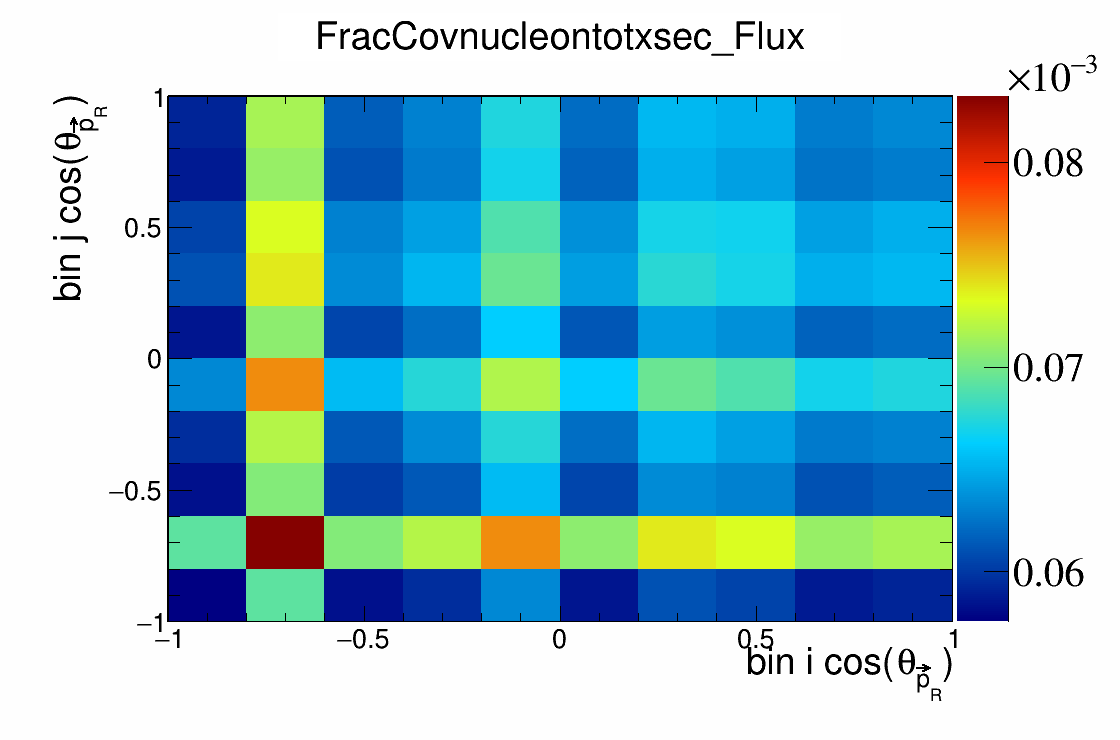 FracCovnucleontotxsec_Flux
×10⁻³
bin j cos(θ_p⃗_R)
1
0.5
0
−0.5
−1
0.08
0.07
0.06
−1 −0.5 0 0.5 1
bin i cos(θ_p⃗_R)